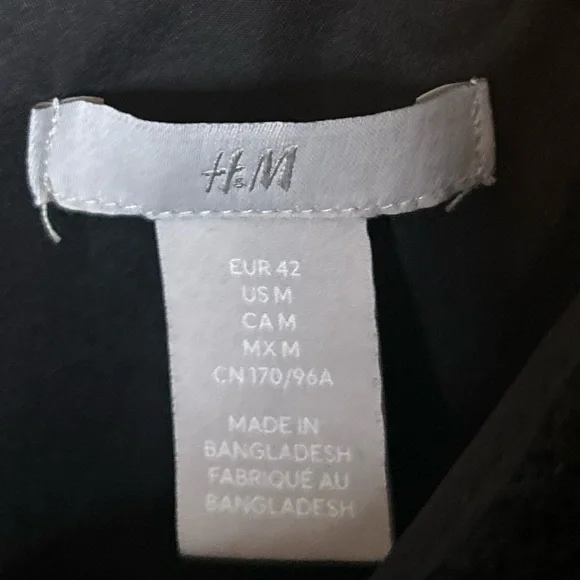 H&M
EUR 42
US M
CA M
MX M
CN 170/96A
MADE IN
BANGLADESH
FABRIQUÉ AU
BANGLADESH